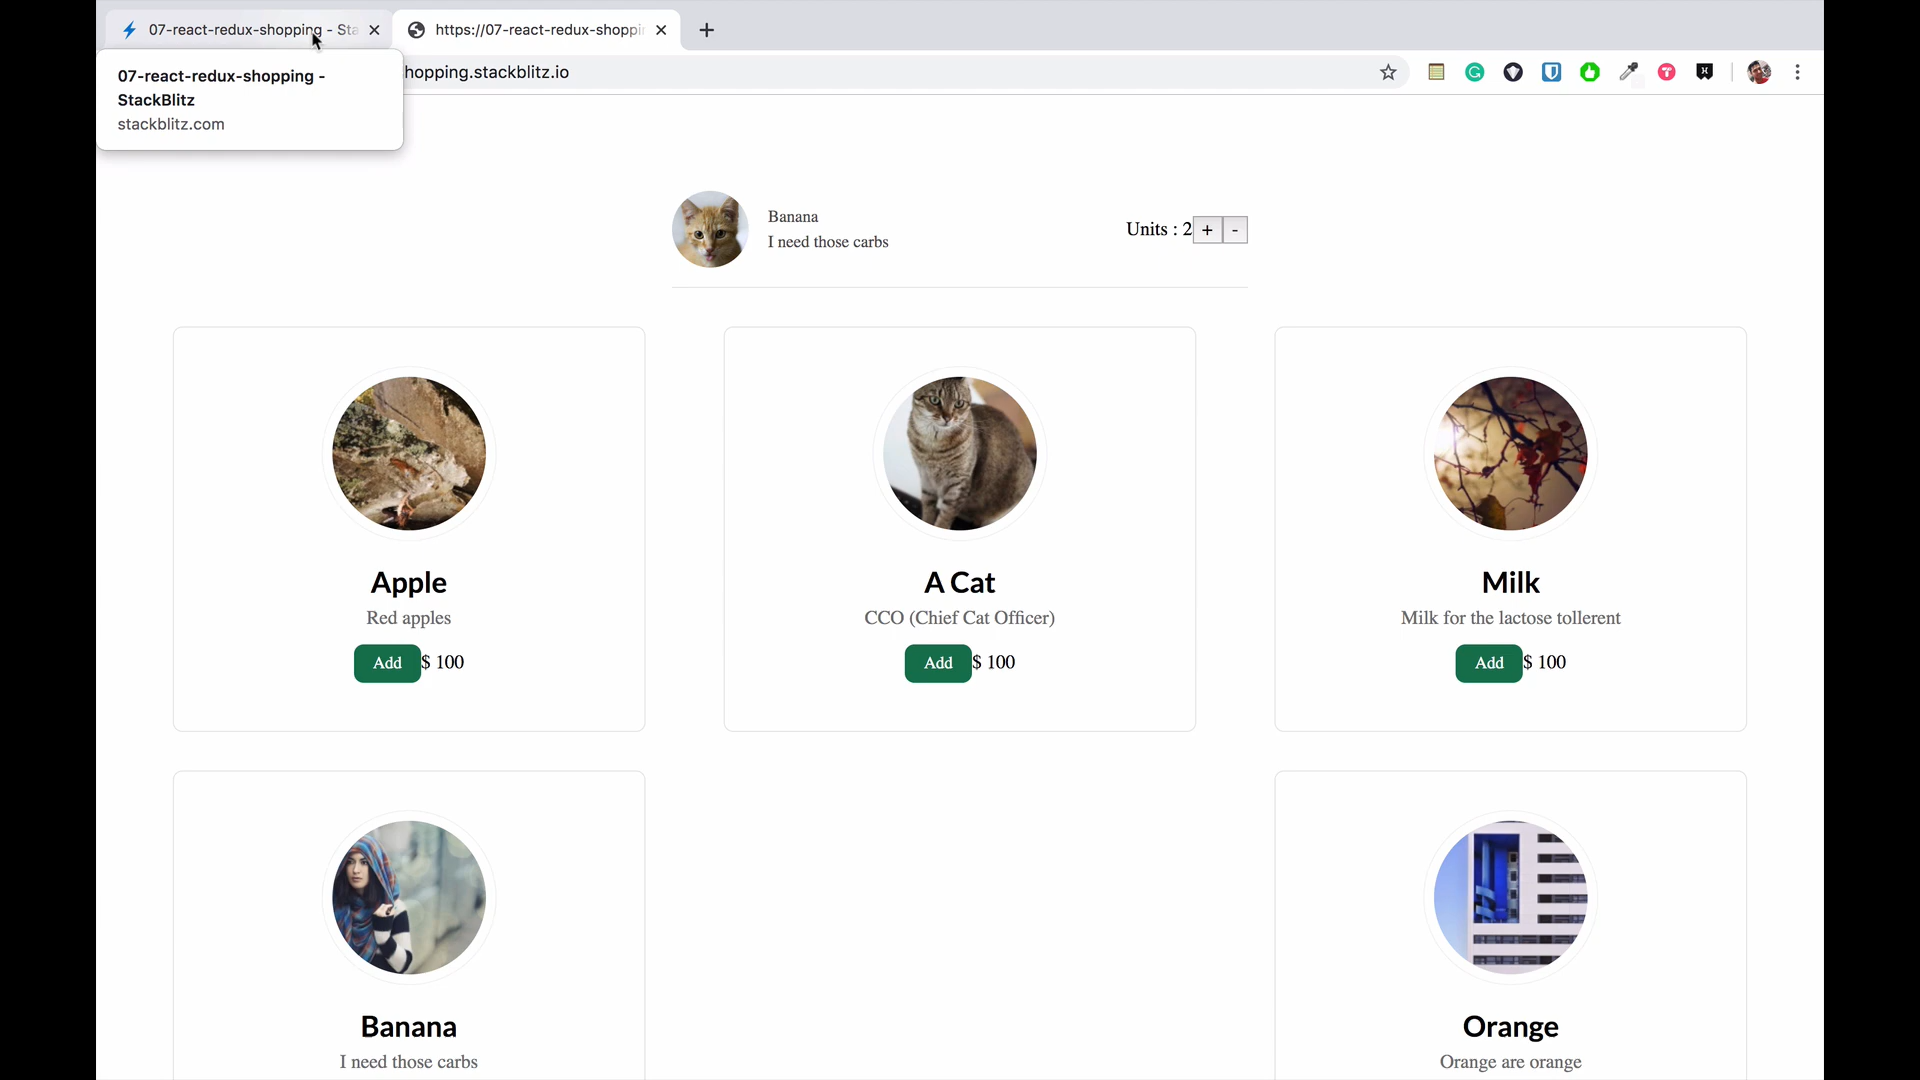 07-react-redux-shopping - Sta
https://07-react-redux-shoppin
07-react-redux-shopping -
StackBlitz
stackblitz.com
hopping.stackblitz.io
Banana
I need those carbs
Units : 2
+
-
Apple
Red apples
Add
$ 100
A Cat
CCO (Chief Cat Officer)
Add
$ 100
Milk
Milk for the lactose tollerent
Add
$ 100
Banana
I need those carbs
Orange
Orange are orange